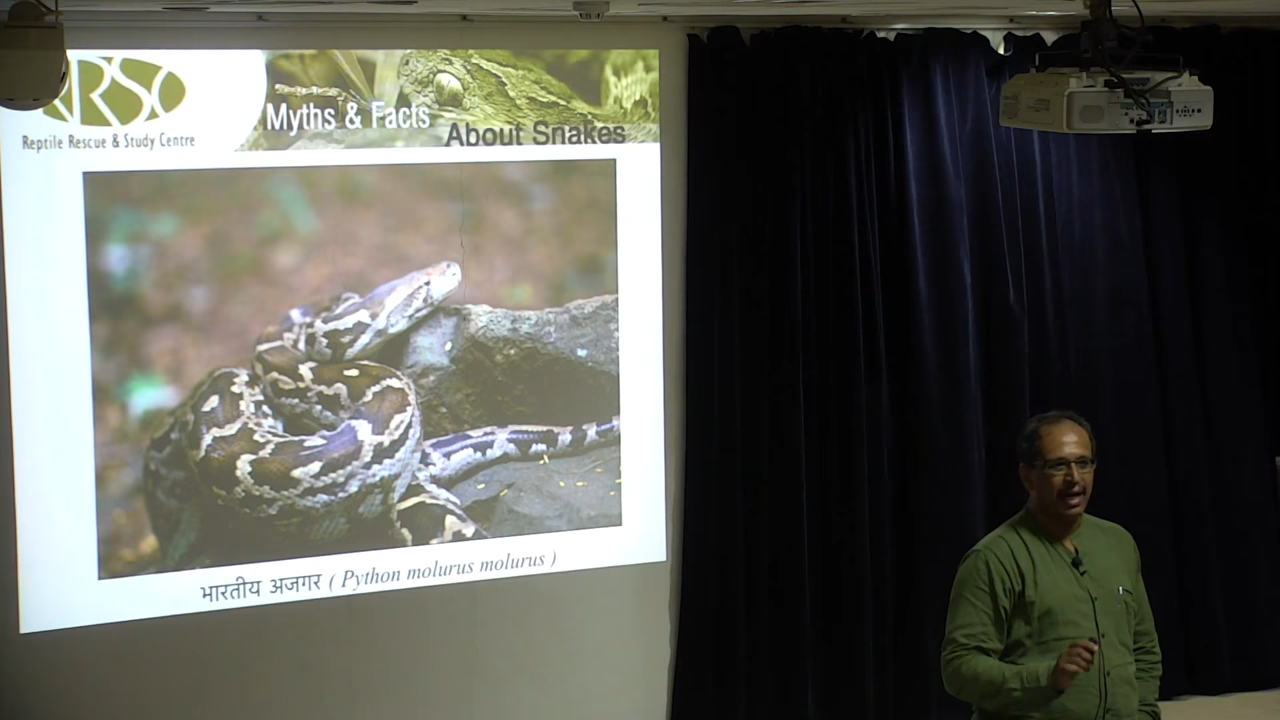 RRSC
Reptile Rescue & Study Centre
Myths & Facts
About Snakes
भारतीय अजगर ( Python molurus molurus )